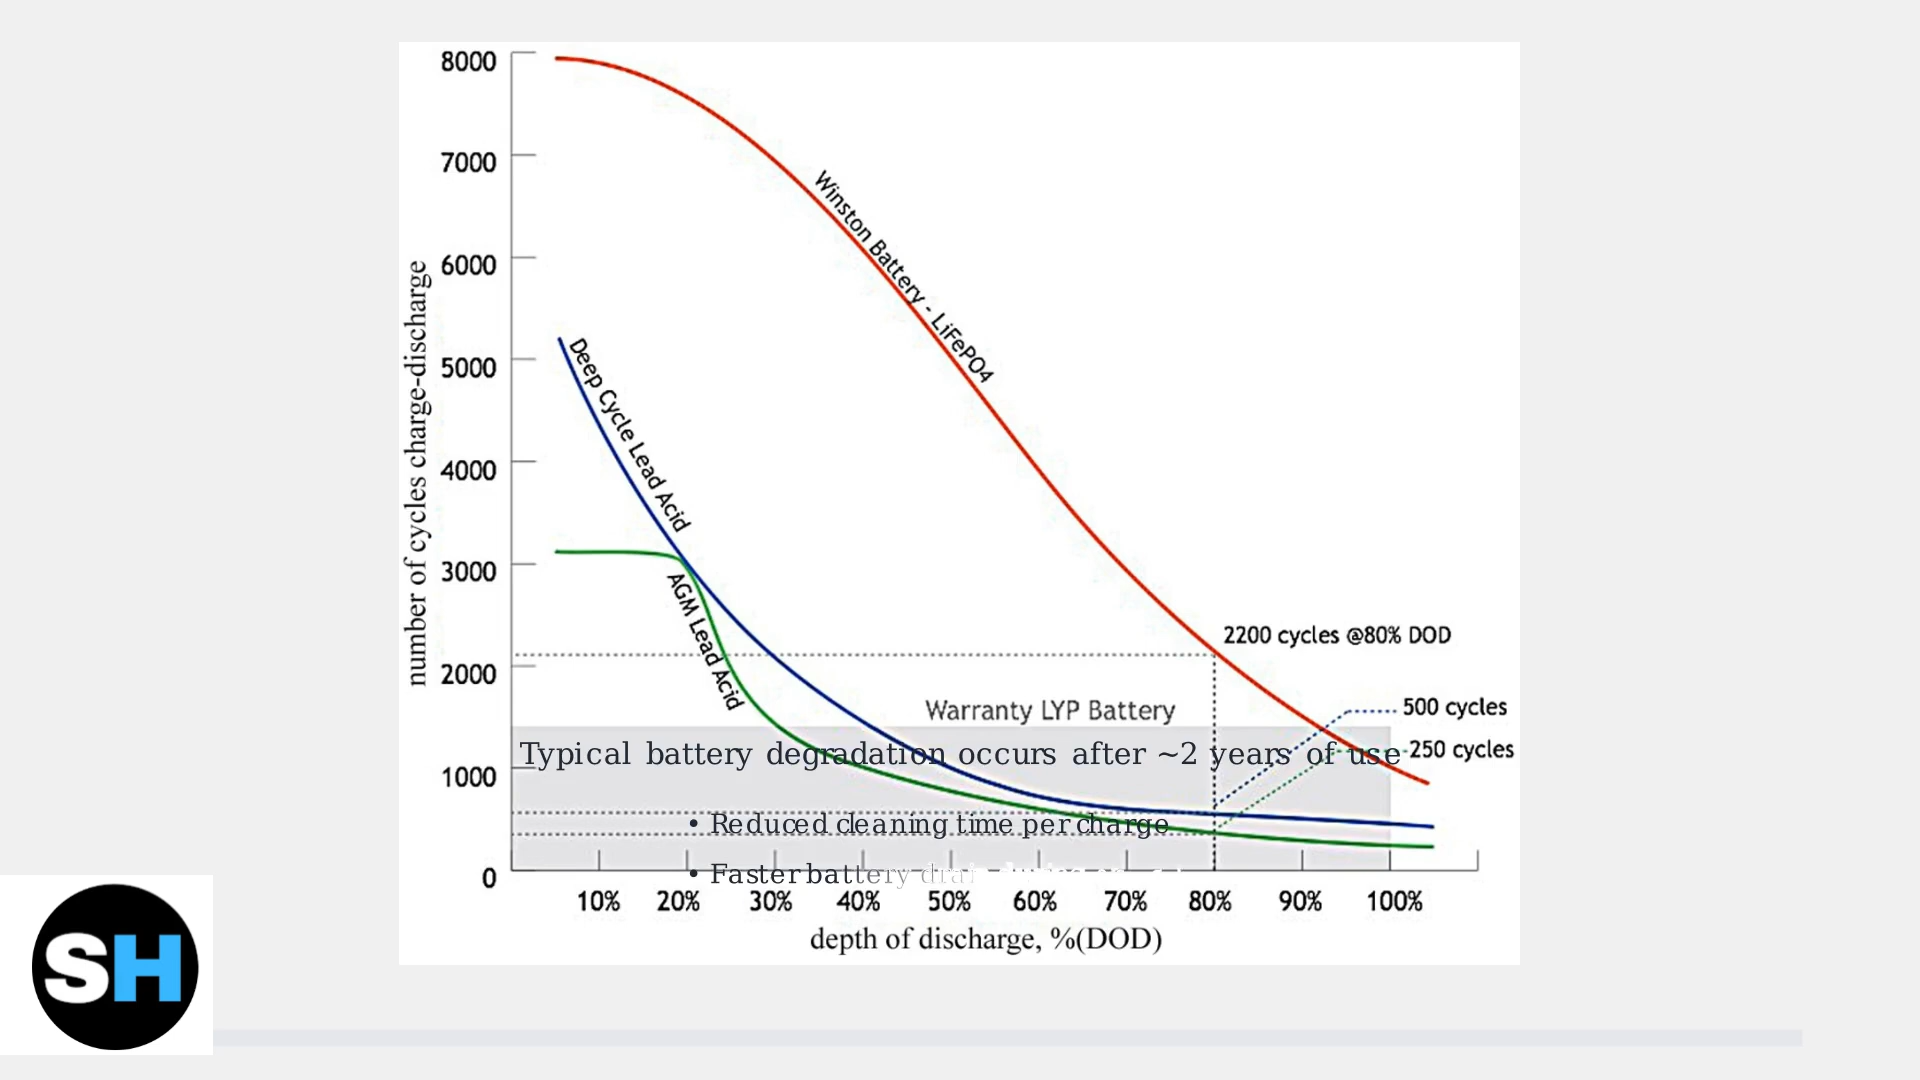 8000
7000
6000
5000
4000
3000
2000
1000
0
number of cycles charge-discharge
Winston Battery - LiFePO4
Deep Cycle Lead Acid
AGM Lead Acid
2200 cycles @80% DOD
Warranty LYP Battery
500 cycles
Typical battery degradation occurs after ~2 years of use
250 cycles
• Reduced cleaning time per charge
• Faster battery drain
10% 20% 30% 40% 50% 60% 70% 80% 90% 100%
depth of discharge, %(DOD)
SH